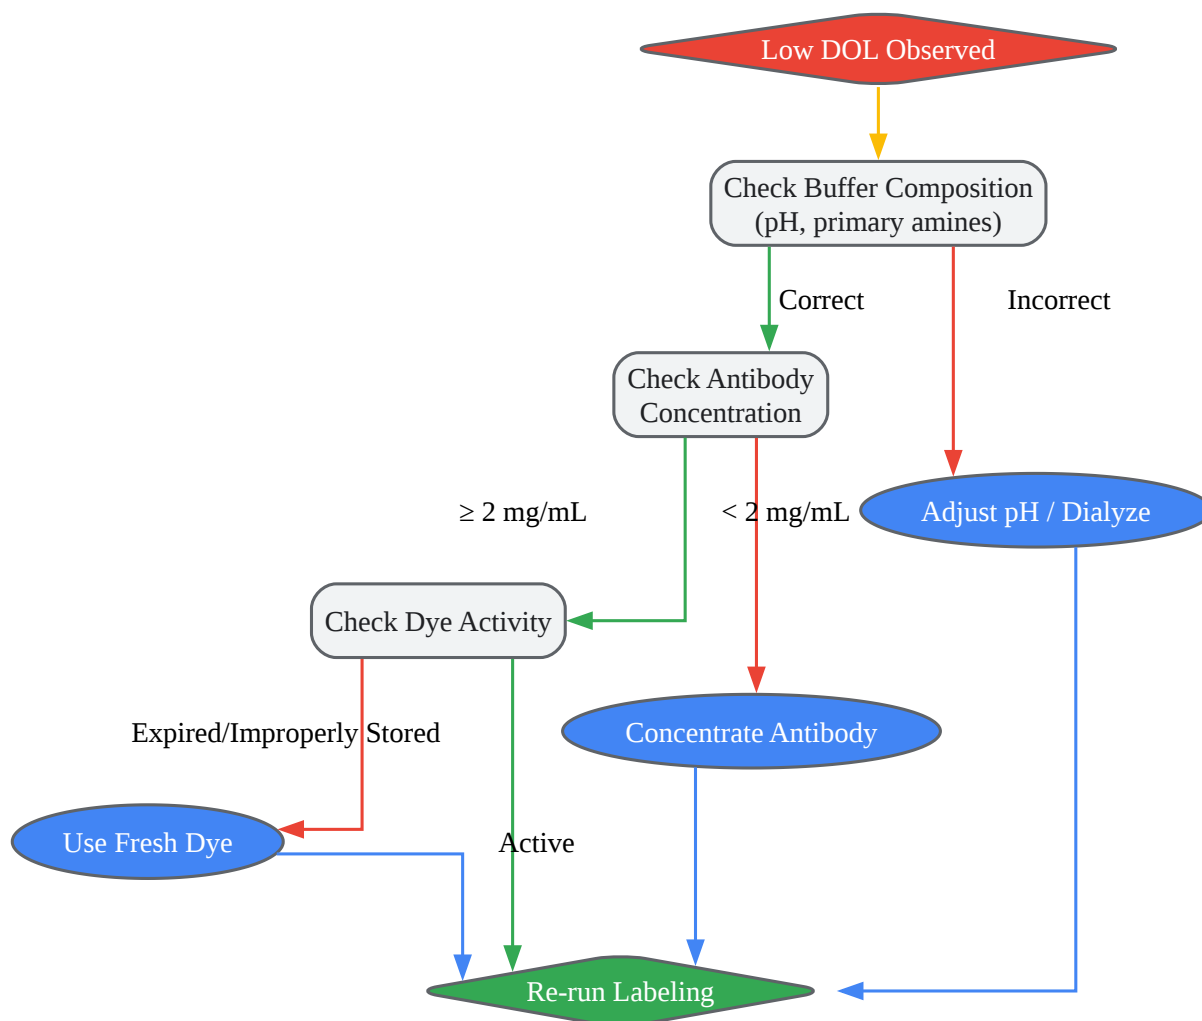 Low DOL Observed
Check Buffer Composition
(pH, primary amines)
Correct
Incorrect
Check Antibody
Concentration
≥ 2 mg/mL
< 2 mg/mL
Adjust pH / Dialyze
Check Dye Activity
Expired/Improperly Stored
Concentrate Antibody
Use Fresh Dye
Active
Re-run Labeling